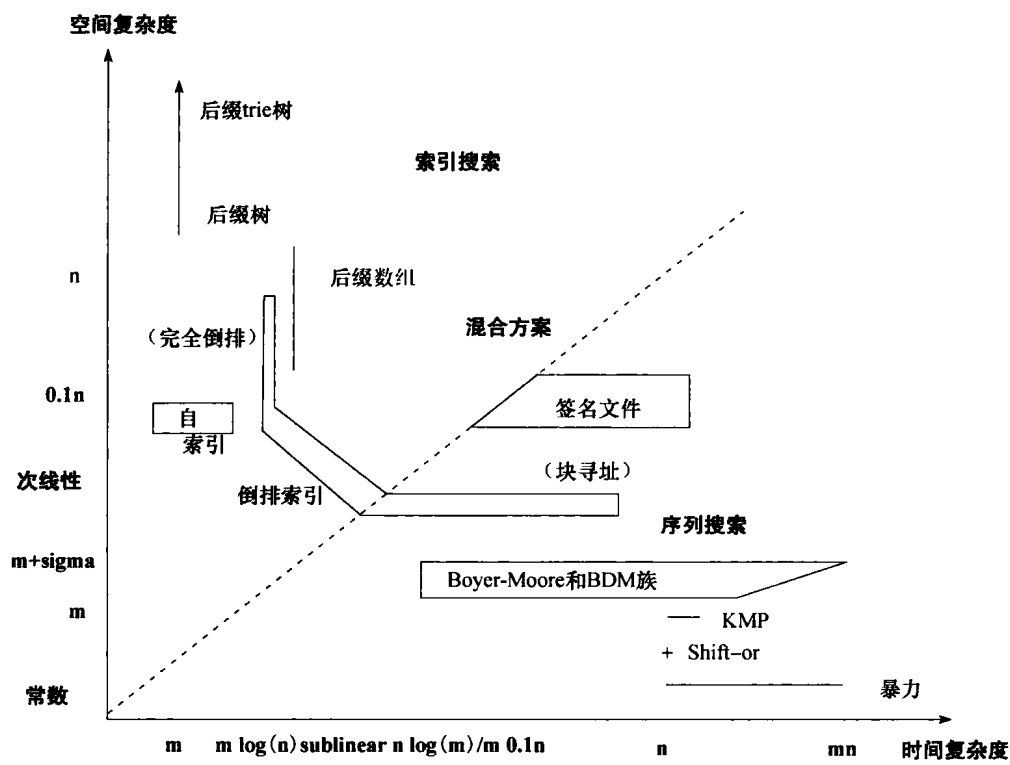 空间复杂度
后缀trie树
索引搜索
后缀树
n
后缀数组
混合方案
（完全倒排）
0.1n
自
索引
签名文件
次线性
倒排索引
（块寻址）
序列搜索
m+sigma
Boyer-Moore和BDM族
m
KMP
+ Shift-or
常数
暴力
m m log(n) sublinear n log(m)/m 0.1n n mn 时间复杂度